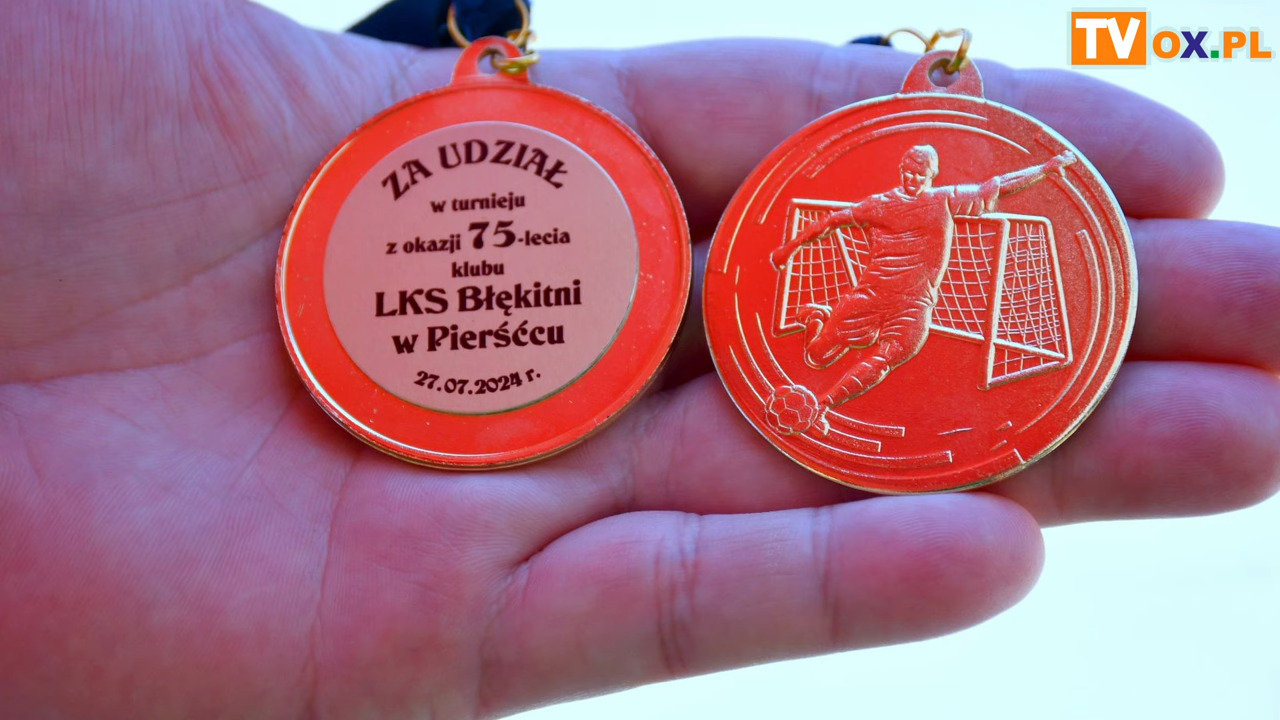 TVOX.PL
ZA UDZIAŁ
w turnieju
z okazji 75-lecia
klubu
LKS Błękitni
w Pierśćcu
27.07.2024 r.